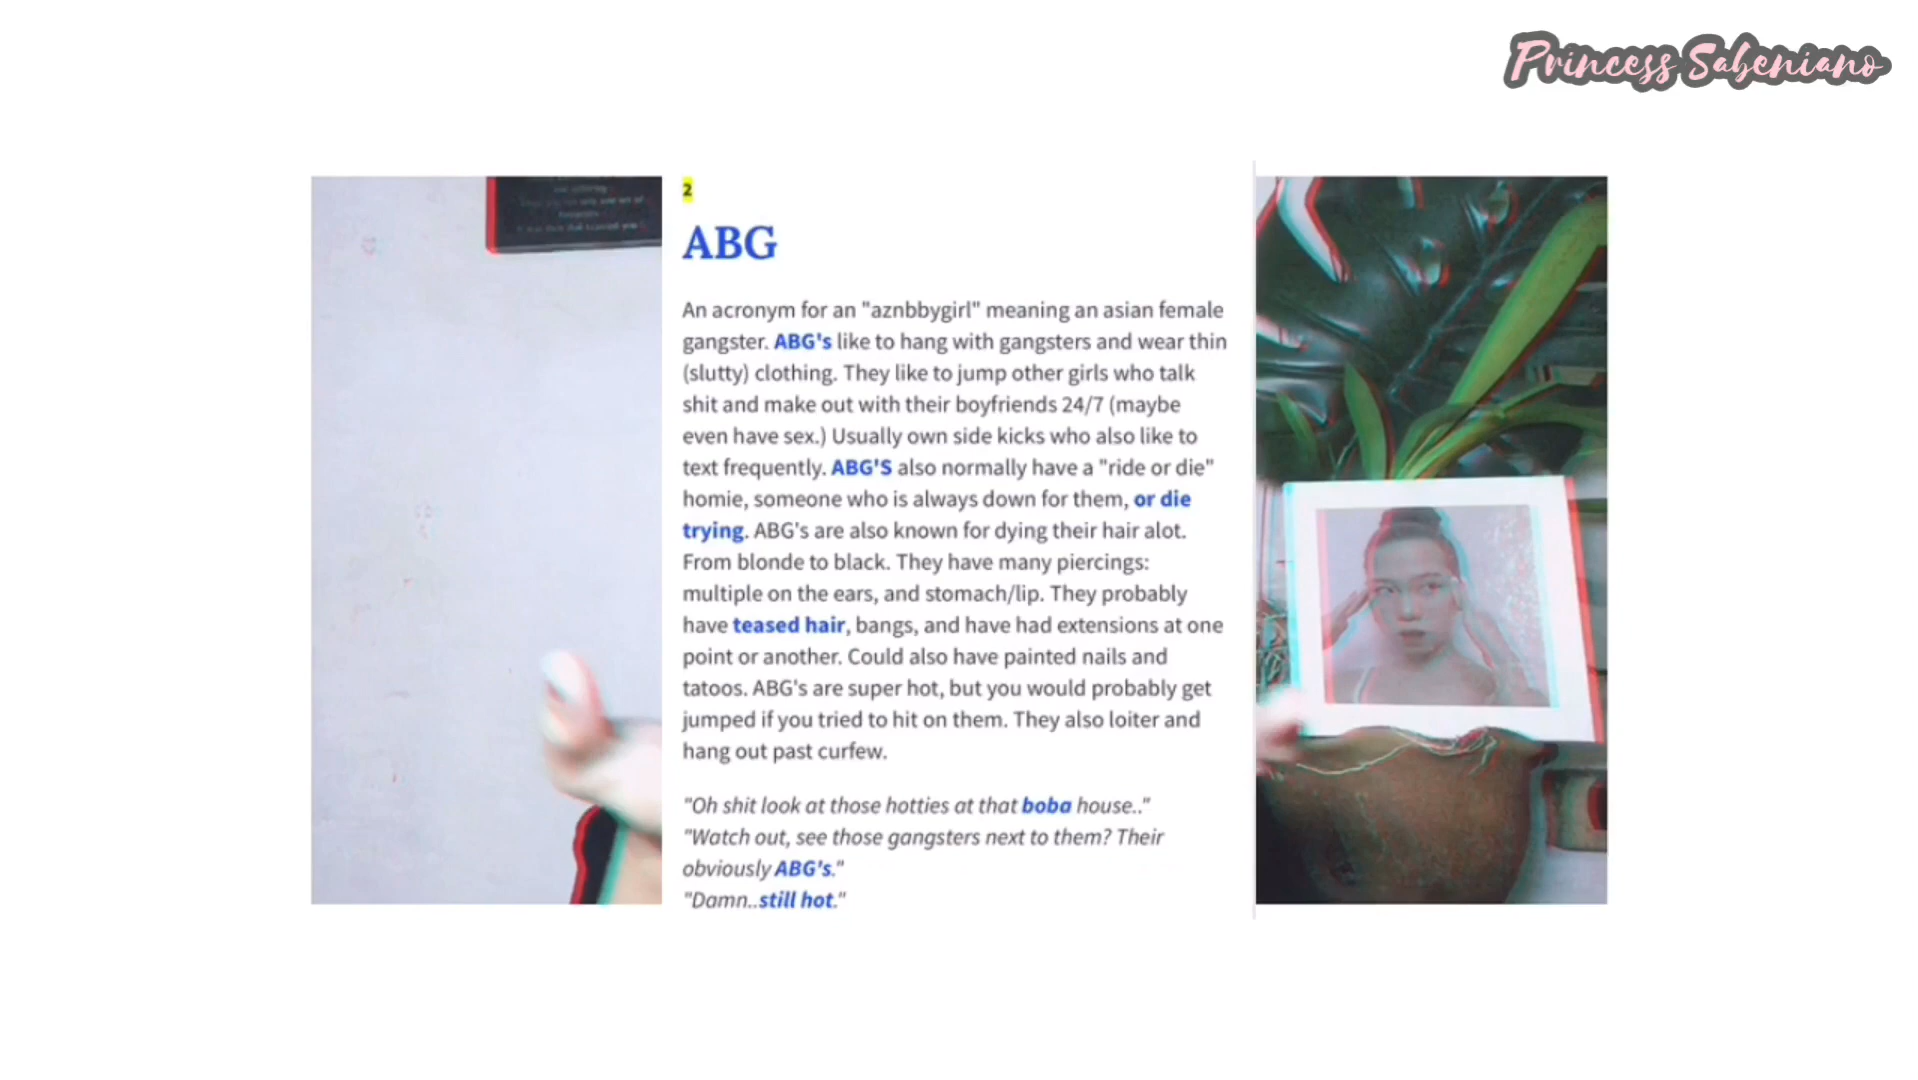 Princess Sabeniano
2
ABG
An acronym for an "aznbbygirl" meaning an asian female
gangster. ABG's like to hang with gangsters and wear thin
(slutty) clothing. They like to jump other girls who talk
shit and make out with their boyfriends 24/7 (maybe
even have sex.) Usually own side kicks who also like to
text frequently. ABG'S also normally have a "ride or die"
homie, someone who is always down for them, or die
trying. ABG's are also known for dying their hair alot.
From blonde to black. They have many piercings:
multiple on the ears, and stomach/lip. They probably
have teased hair, bangs, and have had extensions at one
point or another. Could also have painted nails and
tatoos. ABG's are super hot, but you would probably get
jumped if you tried to hit on them. They also loiter and
hang out past curfew.
"Oh shit look at those hotties at that boba house.."
"Watch out, see those gangsters next to them? Their
obviously ABG's."
"Damn..still hot."